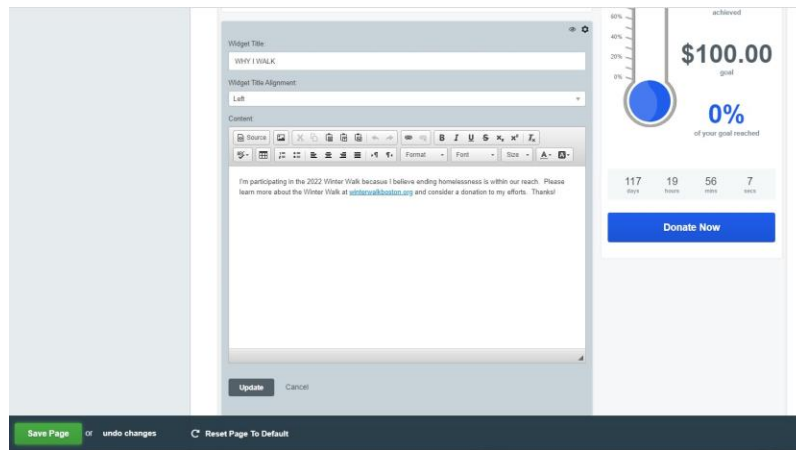 Widget Title:
WHY I WALK
Widget Title Alignment:
Left
Content:
Source
B I U S x₂ x² Tx
Format Font Size A A
I'm participating in the 2022 Winter Walk becasue I believe ending homelessness is within our reach. Please
learn more about the Winter Walk at winterwalkboston.org and consider a donation to my efforts. Thanks!
Update Cancel
60%
40%
20%
0%
achieved
$100.00
goal
0%
of your goal reached
117 19 56 7
days hours mins secs
Donate Now
Save Page or undo changes Reset Page To Default